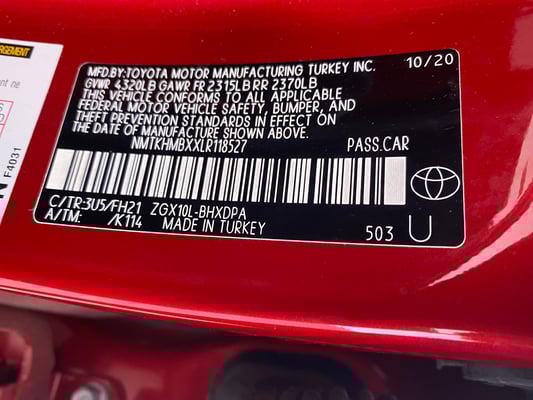 MFD.BY:TOYOTA MOTOR MANUFACTURING TURKEY INC. 10/20
GVWR 4320LB GAWR FR 2315LB RR 2370LB
THIS VEHICLE CONFORMS TO ALL APPLICABLE
FEDERAL MOTOR VEHICLE SAFETY, BUMPER, AND
THEFT PREVENTION STANDARDS IN EFFECT ON
THE DATE OF MANUFACTURE SHOWN ABOVE.
NMTKHMBXXLR118527 PASS.CAR
C/TR:3U5/FH21 ZGX10L-BHXDPA
A/TM: /K114 MADE IN TURKEY 503 U
F4031